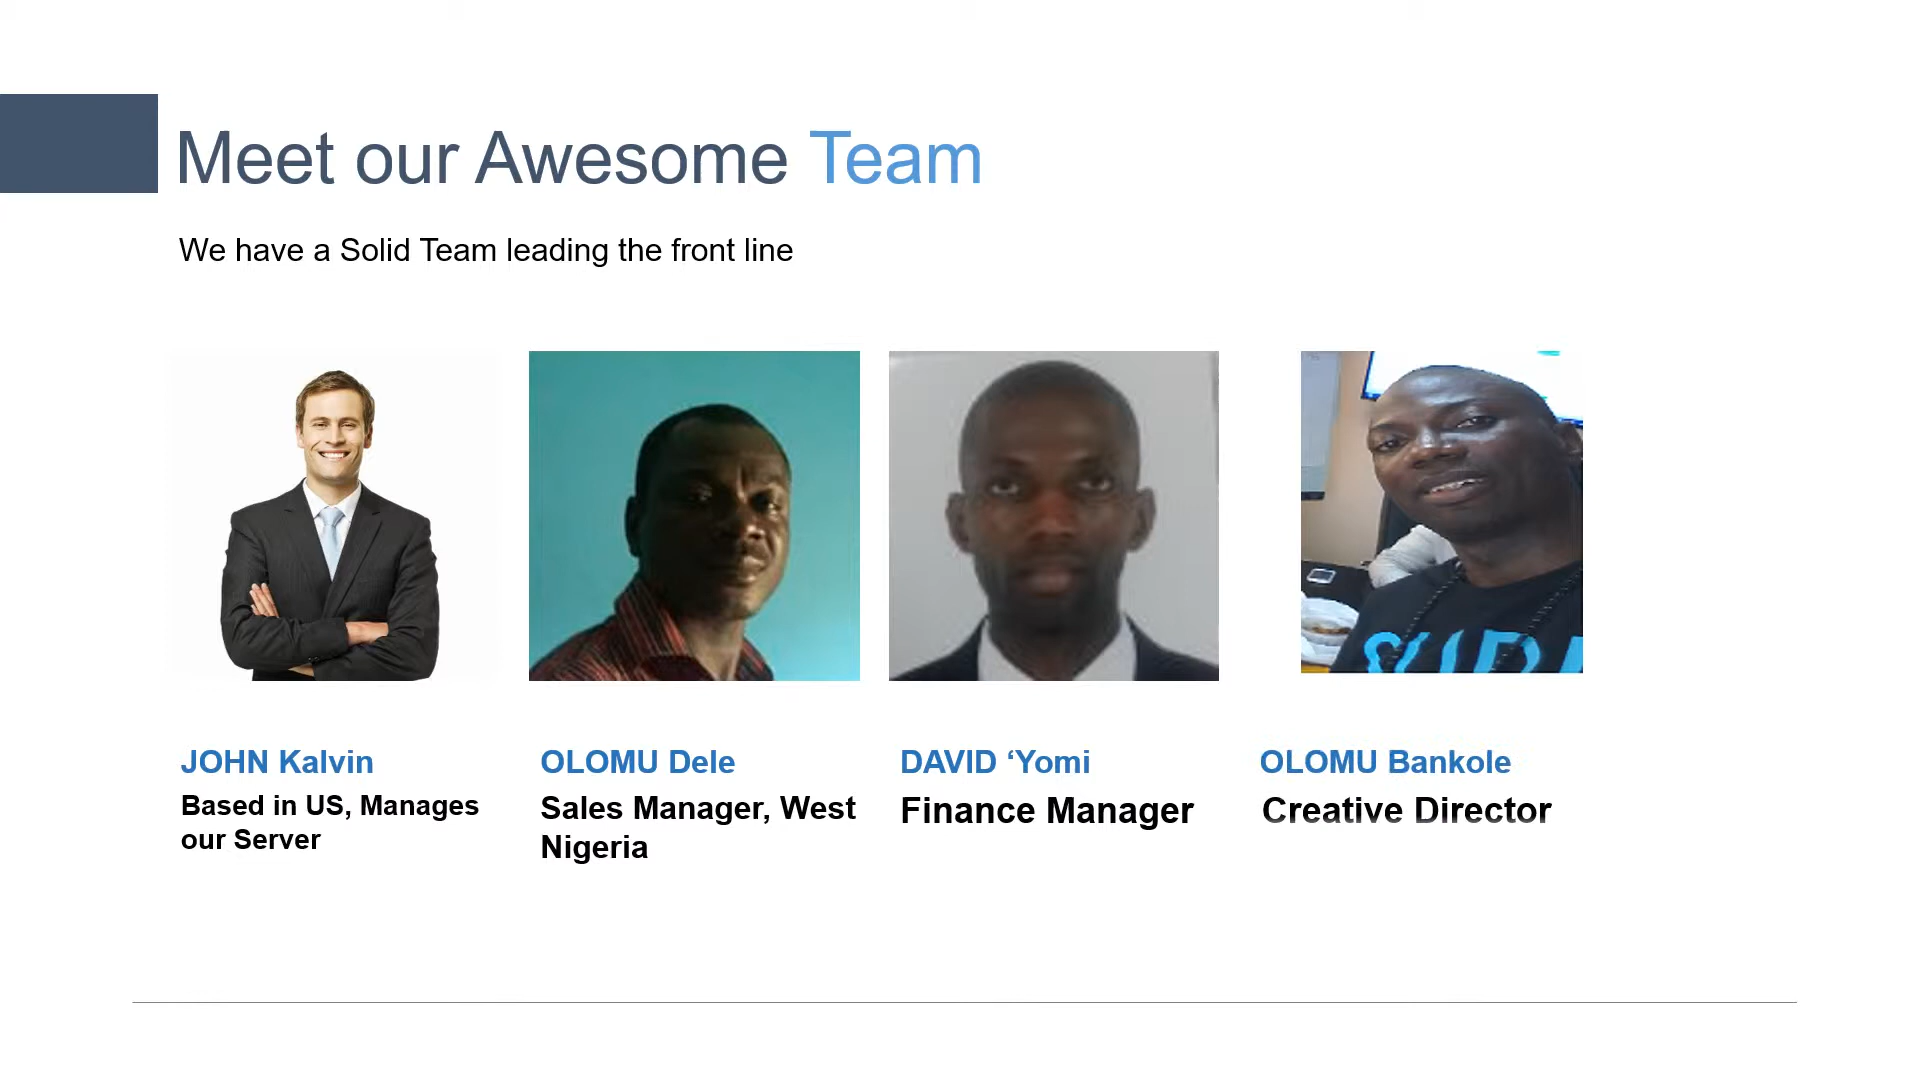 Meet our Awesome Team
We have a Solid Team leading the front line
JOHN Kalvin
Based in US, Manages
our Server
OLOMU Dele
Sales Manager, West
Nigeria
DAVID ‘Yomi
Finance Manager
OLOMU Bankole
Creative Director